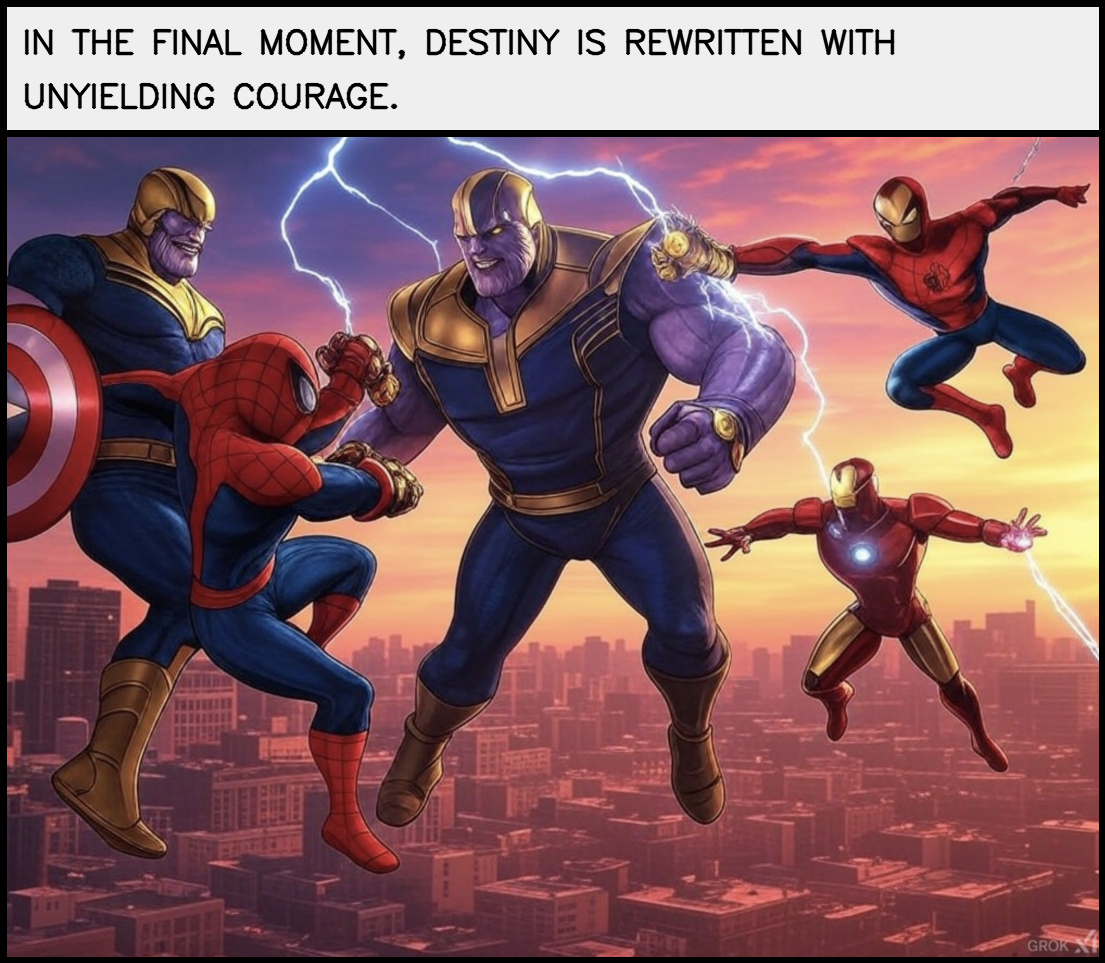 IN THE FINAL MOMENT, DESTINY IS REWRITTEN WITH
UNYIELDING COURAGE.
GROK